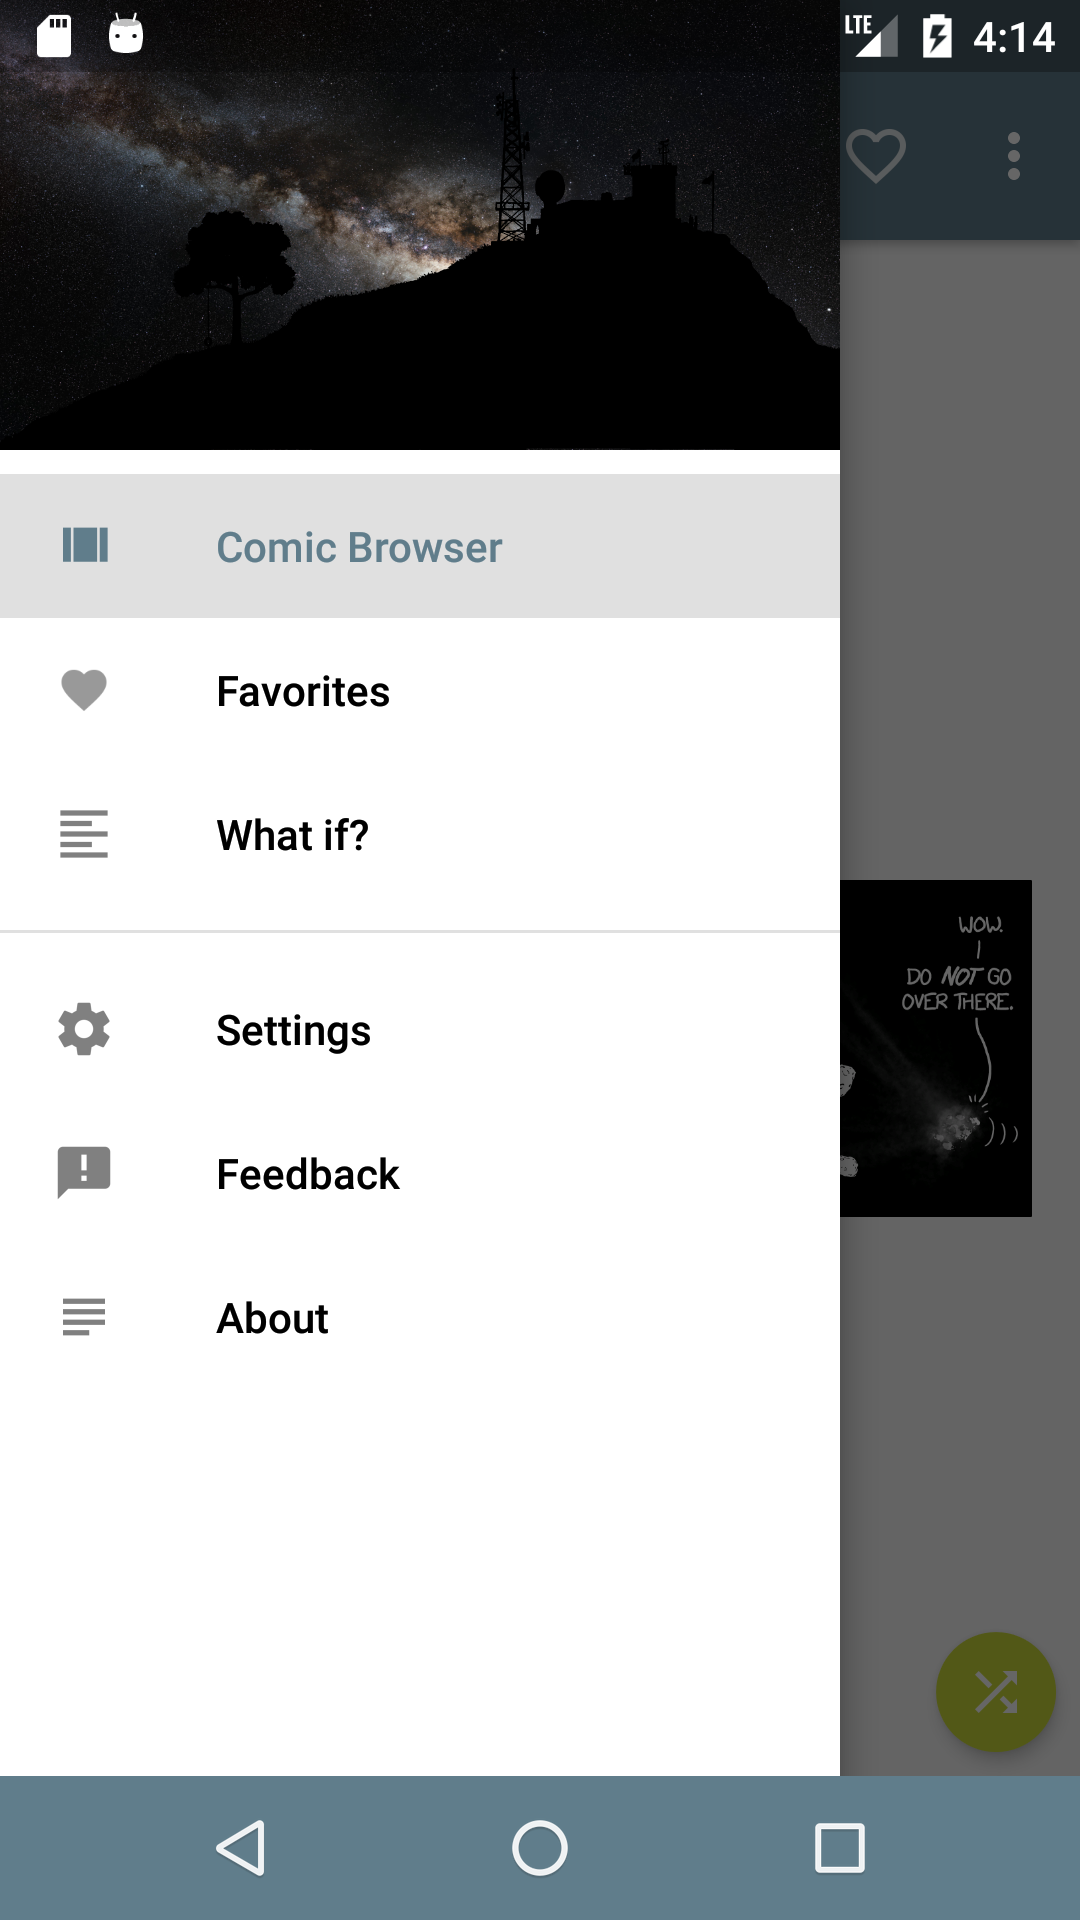 LTE 4:14
Comic Browser
Favorites
What if?
WOW.
DO NOT GO
OVER THERE.
Settings
Feedback
About